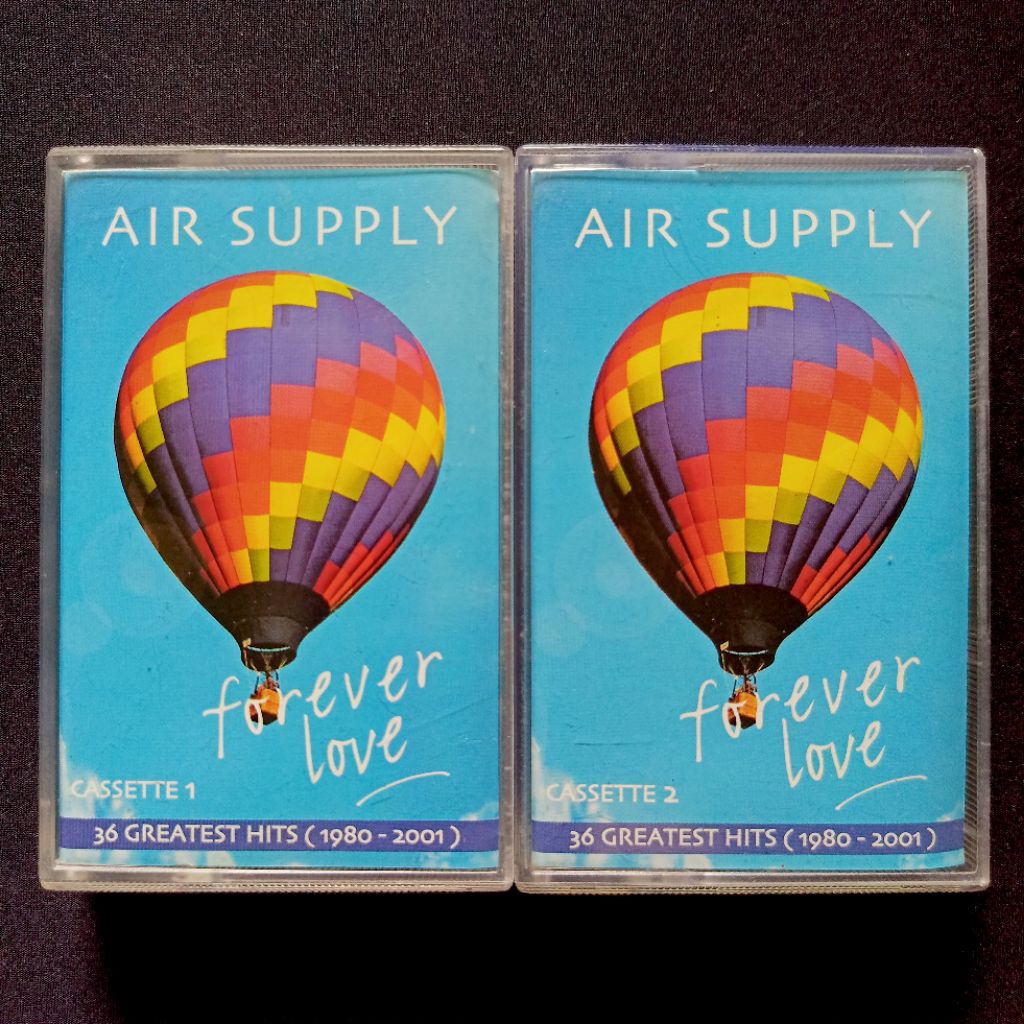 AIR SUPPLY
forever
love
CASSETTE 1
36 GREATEST HITS ( 1980 - 2001 )
AIR SUPPLY
forever
love
CASSETTE 2
36 GREATEST HITS ( 1980 - 2001 )